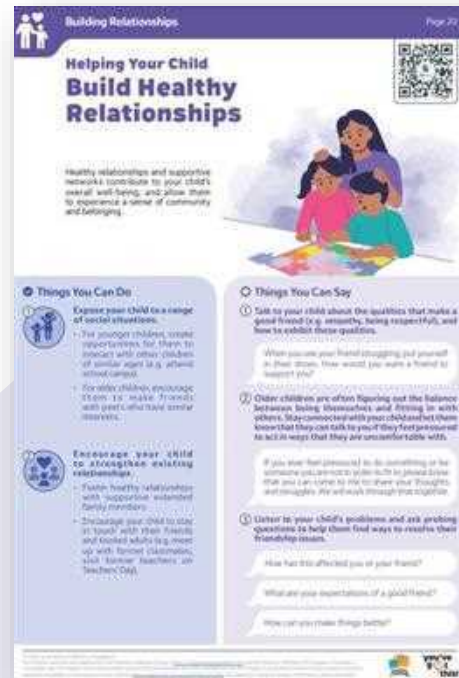 Building Relationships
Page 20
Helping Your Child
Build Healthy
Relationships
Healthy relationships and supportive
networks contribute to your child's
overall well-being, and allow them
to experience a sense of community
and belonging.
Things You Can Do
1
Expose your child to a range
of social situations.
• For younger children, create
opportunities for them to
interact with other children
of similar ages (e.g. attend
school camps).
• For older children, encourage
them to make friends
with peers who have similar
interests.
2
Encourage your child
to strengthen existing
relationships.
• Foster healthy relationships
with supportive extended
family members.
• Encourage your child to stay
in touch with their friends
and trusted adults (e.g. meet
up with former classmates,
visit former teachers on
Teachers' Day).
Things You Can Say
1 Talk to your child about the qualities that make a
good friend (e.g. empathy, being respectful), and
how to exhibit these qualities.
When you see your friend struggling, put yourself
in their shoes. How would you want a friend to
support you?
2 Older children are often figuring out the balance
between being themselves and fitting in with
others. Stay connected with your child and let them
know that they can talk to you if they feel pressured
to act in ways that they are uncomfortable with.
If you ever feel pressured to do something or be
someone you are not in order to fit in, please know
that you can come to me to share your thoughts
and struggles. We will work through that together.
3 Listen to your child's problems and ask probing
questions to help them find ways to resolve their
friendship issues.
How has this affected you or your friend?
What are your expectations of a good friend?
How can you make things better?
you've
got
this!